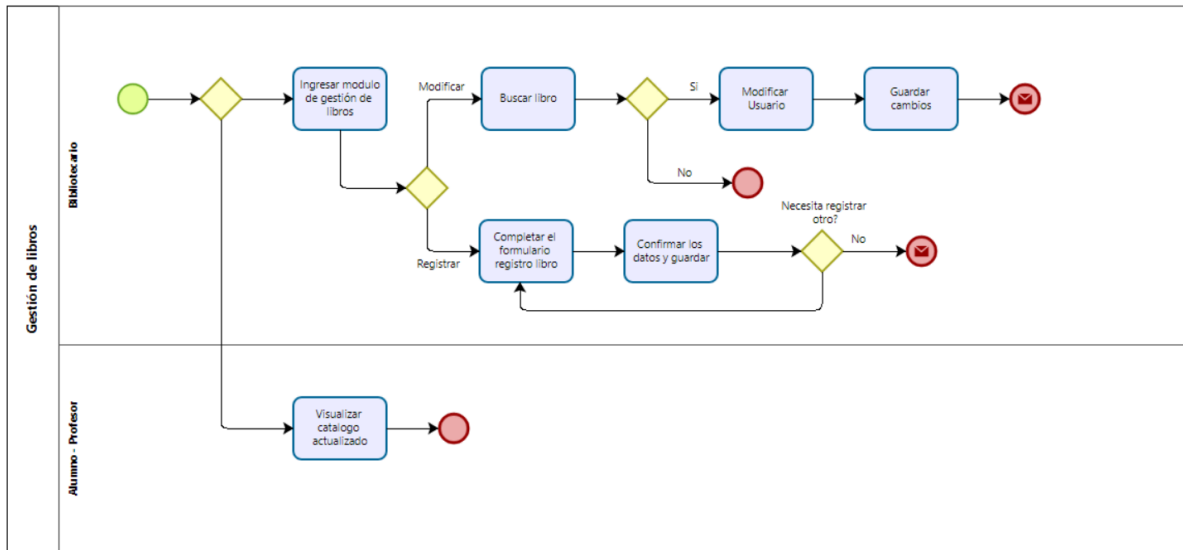 Gestión de libros
Bibliotecario
Ingresar modulo
de gestión de
libros
Modificar
Buscar libro
Si
Modificar
Usuario
Guardar
cambios
No
Registrar
Completar el
formulario
registro libro
Confirmar los
datos y guardar
Necesita registrar
otro?
No
Alumno - Profesor
Visualizar
catalogo
actualizado